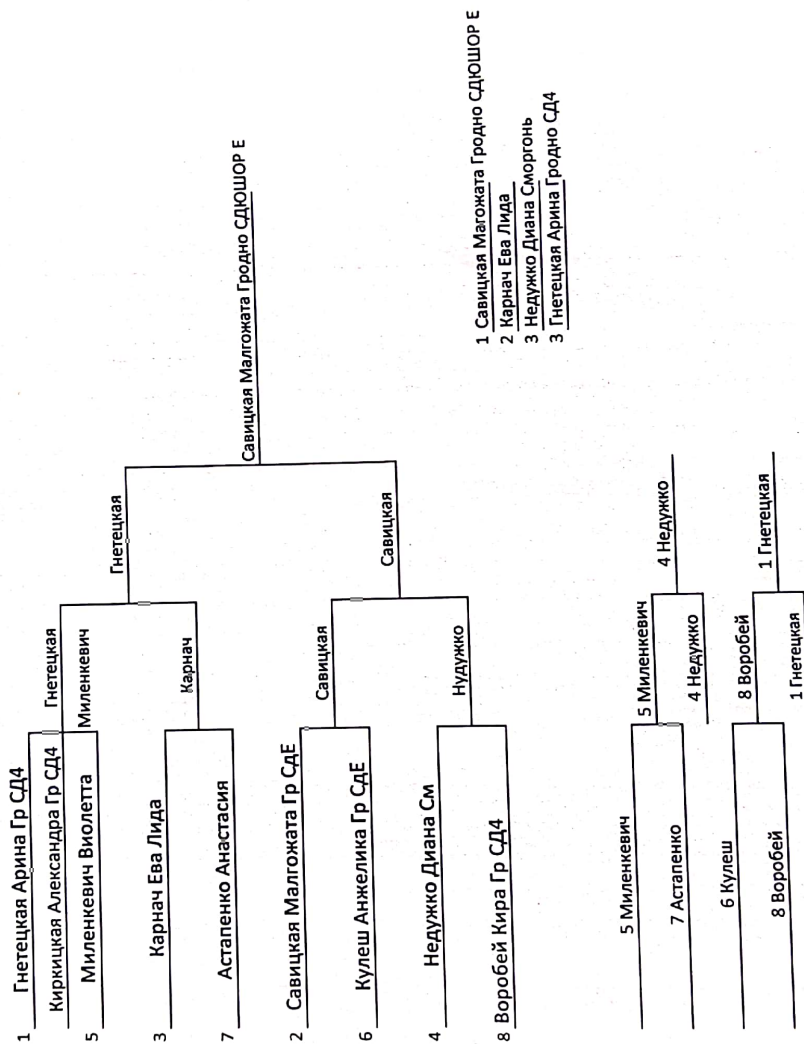 1 Гнетецкая Арина Гр СД4
Киркицкая Александра Гр СД4
5 Миленкевич Виолетта
3 Карнач Ева Лида
7 Астапенко Анастасия
2 Савицкая Малгожата Гр СдЕ
6 Кулеш Анжелика Гр СдЕ
4 Недужко Диана См
8 Воробей Кира Гр СД4
Гнетецкая
Миленкевич
Карнач
Савицкая
Нудужко
Гнетецкая
Савицкая
Савицкая Малгожата Гродно СДЮШОР Е
5 Миленкевич
7 Астапенко
6 Кулеш
8 Воробей
5 Миленкевич
4 Недужко
8 Воробей
1 Гнетецкая
4 Недужко
1 Гнетецкая
1 Савицкая Магожата Гродно СДЮШОР Е
2 Карнач Ева Лида
3 Недужко Диана Сморгонь
3 Гнетецкая Арина Гродно СД4